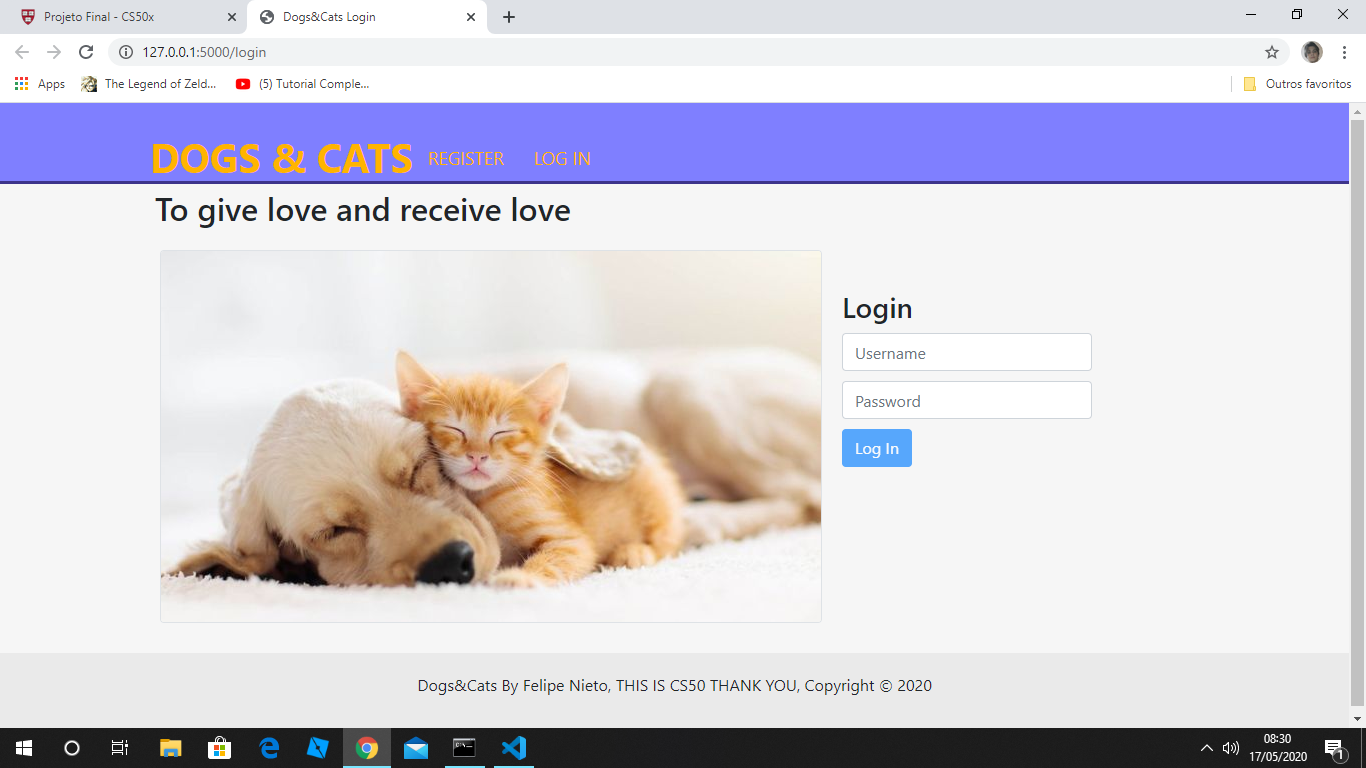 Projeto Final - CS50x
Dogs&Cats Login
127.0.0.1:5000/login
Apps
The Legend of Zeld...
(5) Tutorial Comple...
Outros favoritos
DOGS & CATS REGISTER LOG IN
To give love and receive love
Login
Username
Password
Log In
Dogs&Cats By Felipe Nieto, THIS IS CS50 THANK YOU, Copyright © 2020
08:30
17/05/2020
1